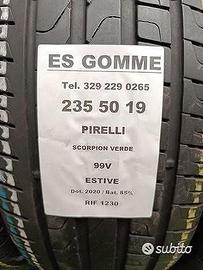 ES GOMME
Tel. 329 229 0265
235 50 19
PIRELLI
SCORPION VERDE
99V
ESTIVE
Dot. 2020 / Bat. 85%
RIF 1230
subito